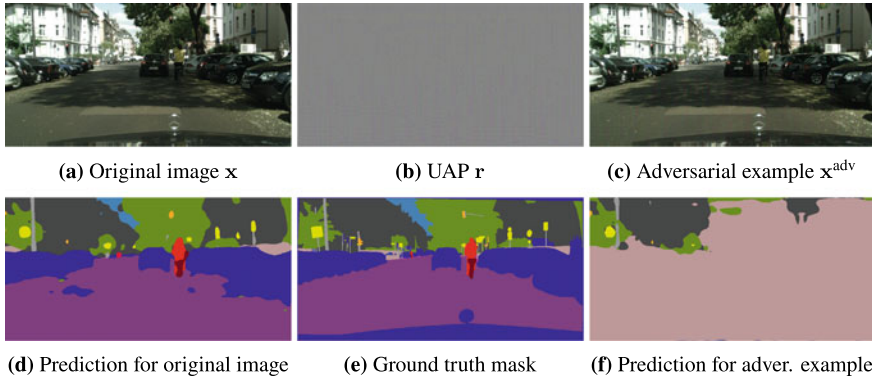 (a) Original image x
(b) UAP r
(c) Adversarial example x^adv
(d) Prediction for original image
(e) Ground truth mask
(f) Prediction for adver. example